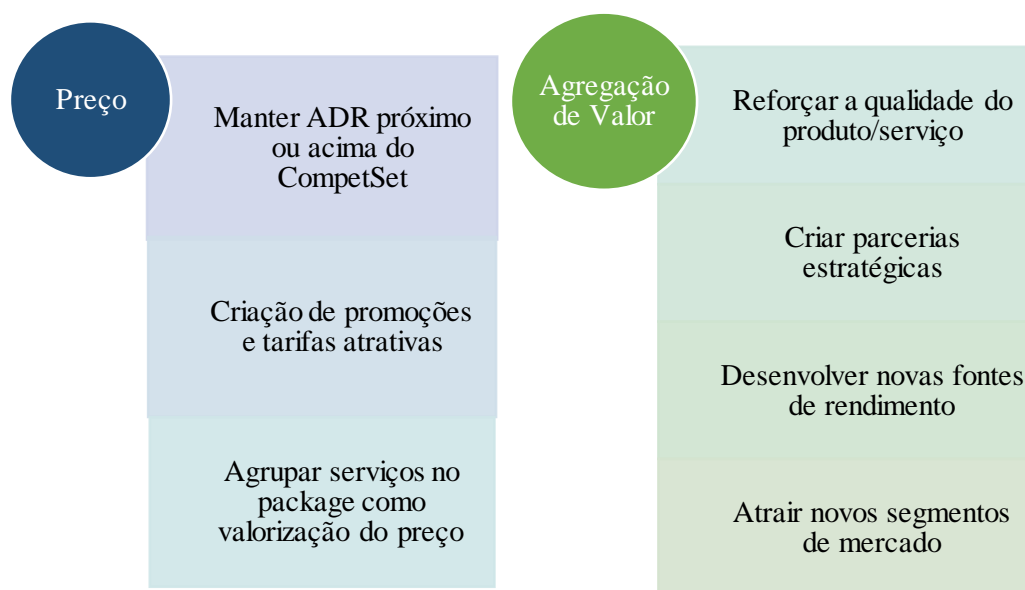 Preço
Manter ADR próximo
ou acima do
CompetSet
Criação de promoções
e tarifas atrativas
Agrupar serviços no
package como
valorização do preço
Agregação
de Valor
Reforçar a qualidade do
produto/serviço
Criar parcerias
estratégicas
Desenvolver novas fontes
de rendimento
Atrair novos segmentos
de mercado